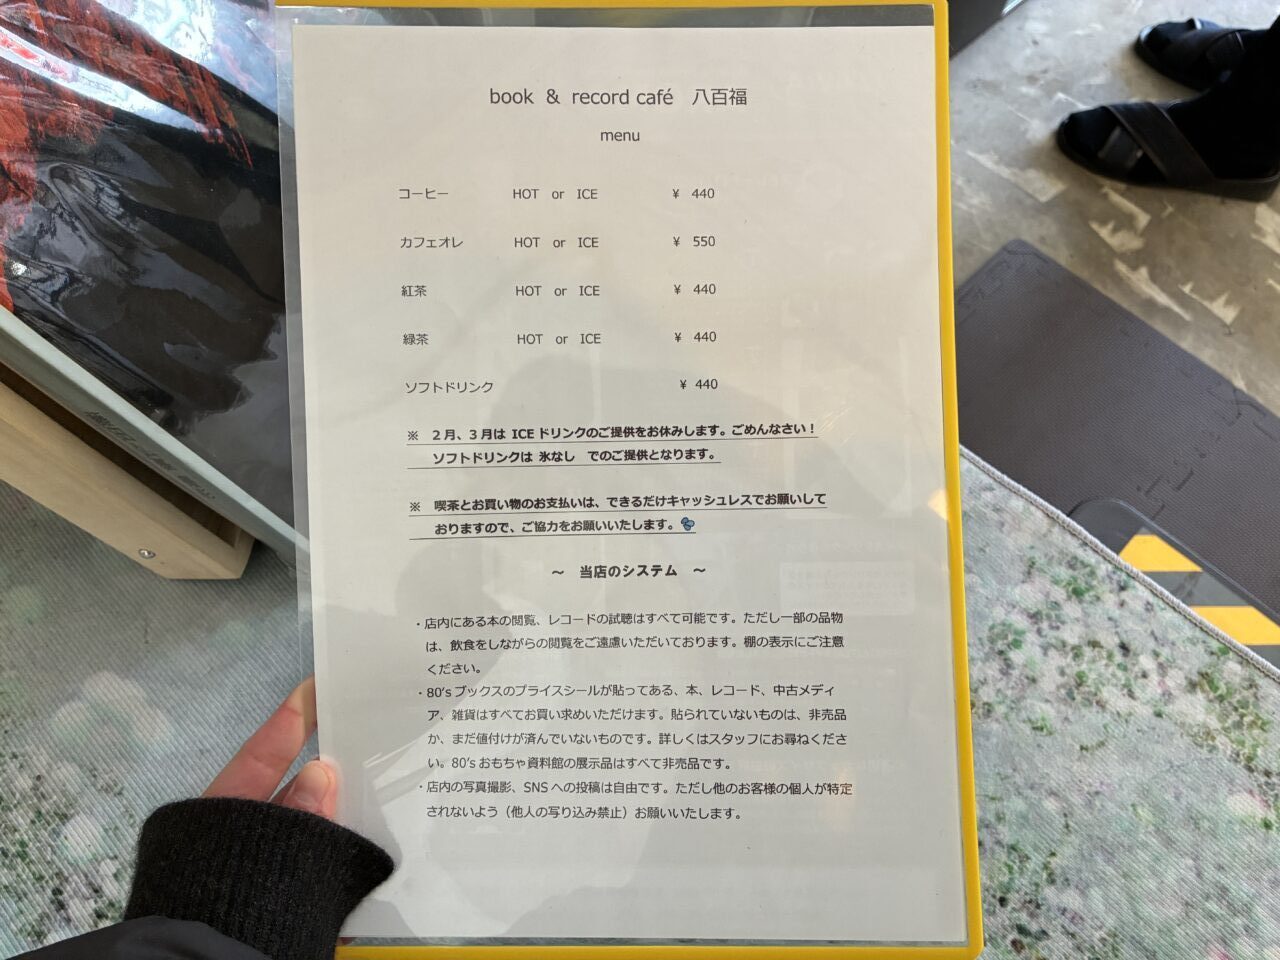 book & record café 八百福
menu
コーヒー HOT or ICE ¥ 440
カフェオレ HOT or ICE ¥ 550
紅茶 HOT or ICE ¥ 440
緑茶 HOT or ICE ¥ 440
ソフトドリンク ¥ 440
※ 2月、3月は ICE ドリンクのご提供をお休みします。ごめんなさい！
ソフトドリンクは 氷なし でのご提供となります。
※ 喫茶とお買い物のお支払いは、できるだけキャッシュレスでお願いして
おりますので、ご協力をお願いいたします。
～ 当店のシステム ～
・店内にある本の閲覧、レコードの試聴はすべて可能です。ただし一部の品物
は、飲食をしながらの閲覧をご遠慮いただいております。棚の表示にご注意
ください。
・80’s ブックスのプライスシールが貼ってある、本、レコード、中古メディ
ア、雑貨はすべてお買い求めいただけます。貼られていないものは、非売品
か、まだ値付けが済んでいないものです。詳しくはスタッフにお尋ねくださ
い。80’s おもちゃ資料館の展示品はすべて非売品です。
・店内の写真撮影、SNS への投稿は自由です。ただし他のお客様の個人が特定
されないよう（他人の写り込み禁止）お願いいたします。